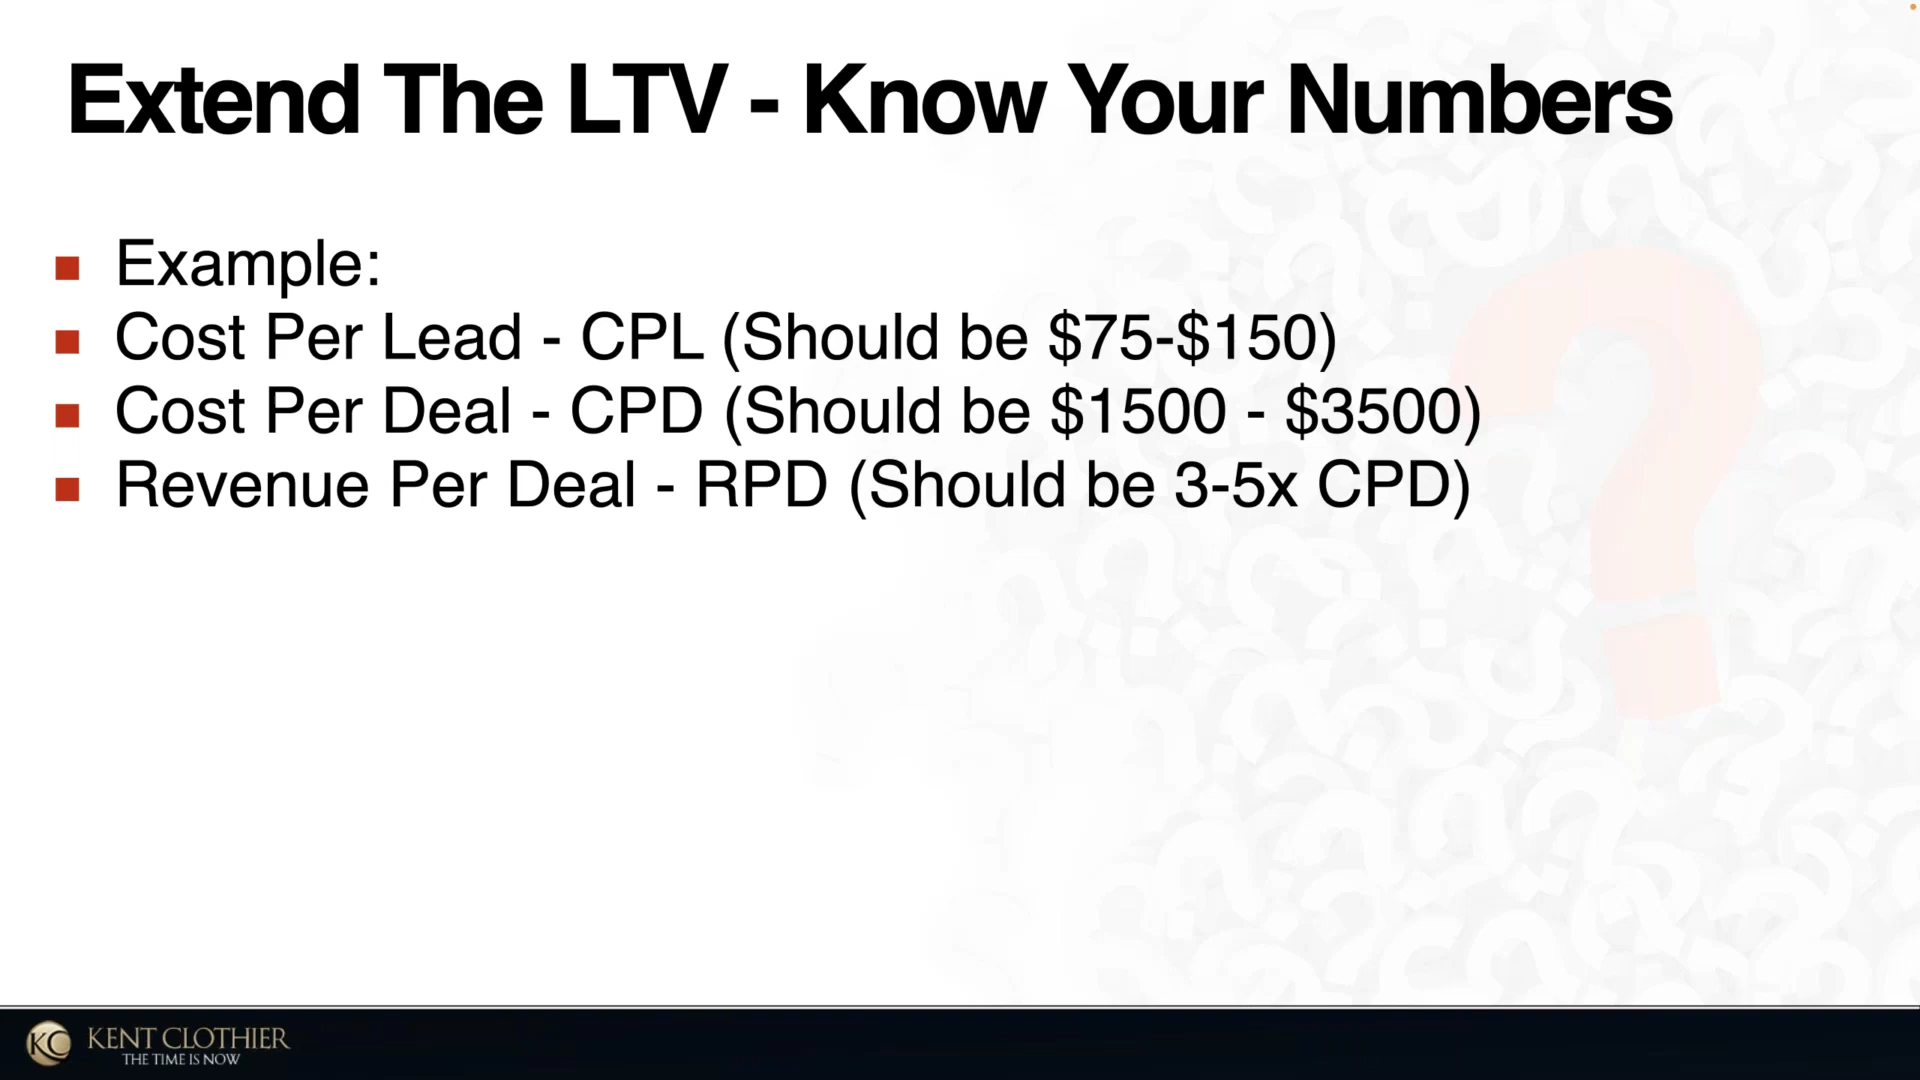 Extend The LTV - Know Your Numbers
Example:
Cost Per Lead - CPL (Should be $75-$150)
Cost Per Deal - CPD (Should be $1500 - $3500)
Revenue Per Deal - RPD (Should be 3-5x CPD)
KC KENT CLOTHIER
THE TIME IS NOW